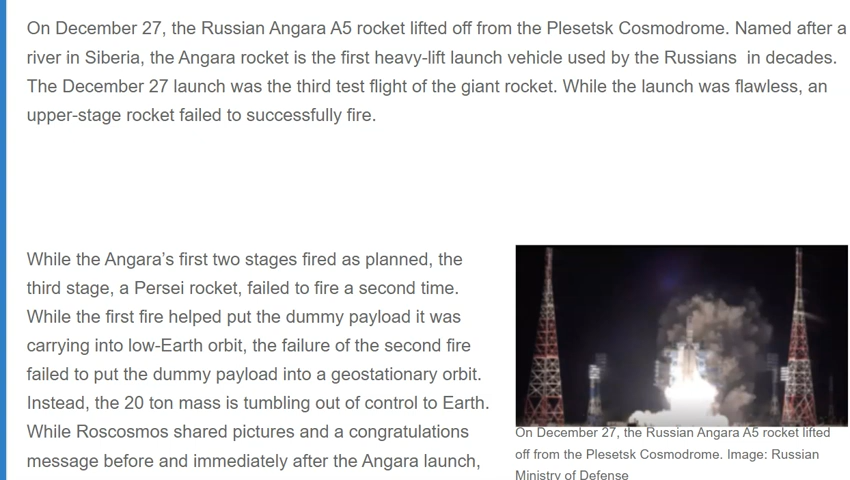 On December 27, the Russian Angara A5 rocket lifted off from the Plesetsk Cosmodrome. Named after a
river in Siberia, the Angara rocket is the first heavy-lift launch vehicle used by the Russians  in decades.
The December 27 launch was the third test flight of the giant rocket. While the launch was flawless, an
upper-stage rocket failed to successfully fire.
While the Angara’s first two stages fired as planned, the
third stage, a Persei rocket, failed to fire a second time.
While the first fire helped put the dummy payload it was
carrying into low-Earth orbit, the failure of the second fire
failed to put the dummy payload into a geostationary orbit.
Instead, the 20 ton mass is tumbling out of control to Earth.
While Roscosmos shared pictures and a congratulations
message before and immediately after the Angara launch,
On December 27, the Russian Angara A5 rocket lifted
off from the Plesetsk Cosmodrome. Image: Russian
Ministry of Defense